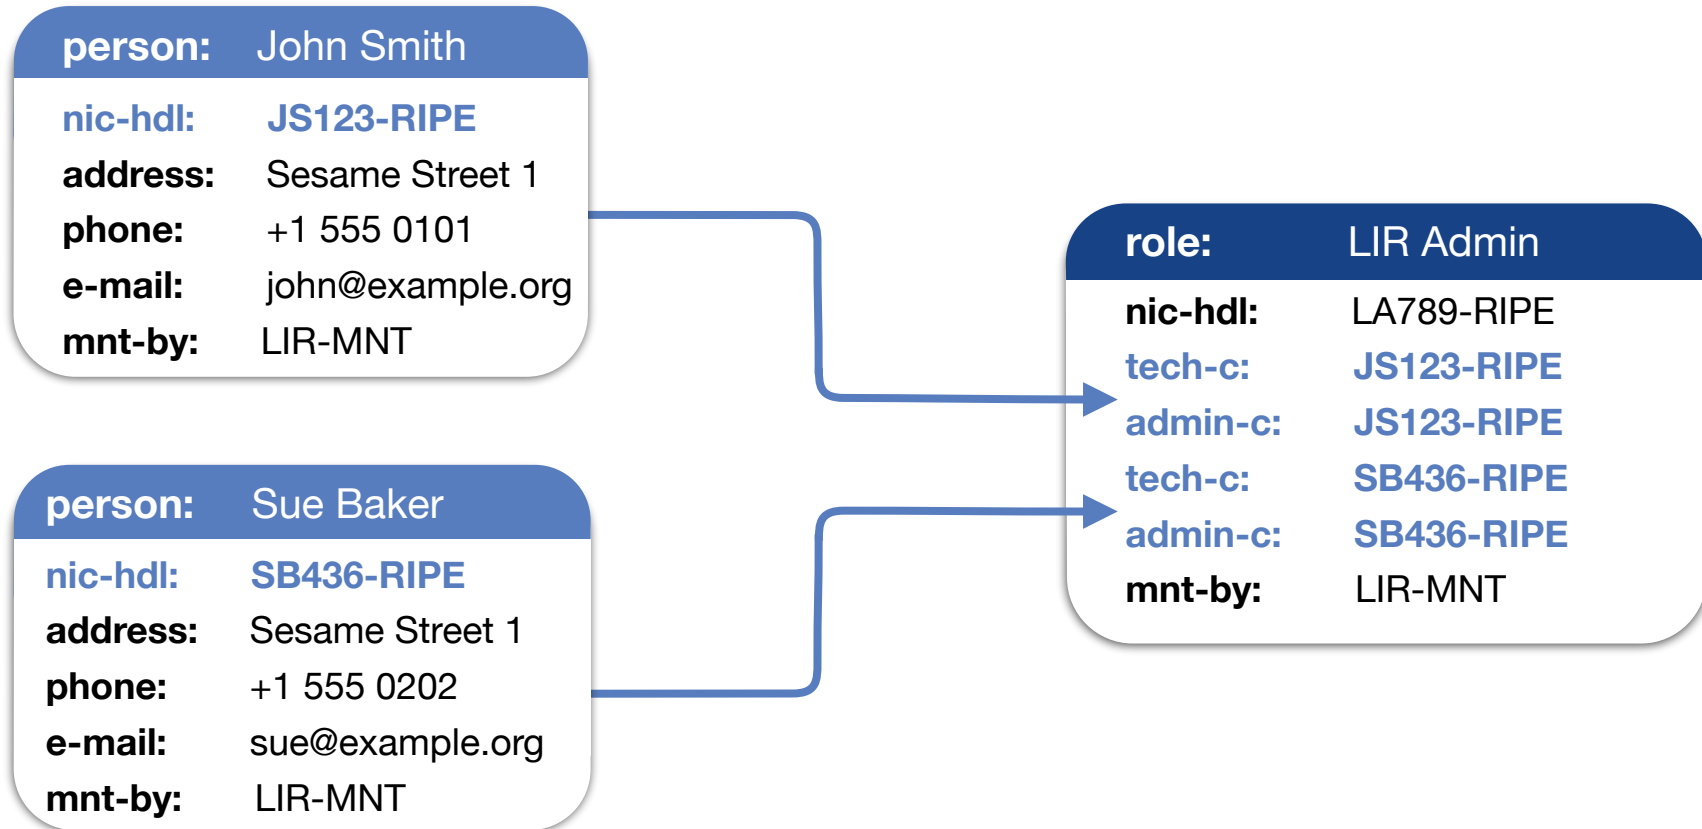 person: John Smith
nic-hdl: JS123-RIPE
address: Sesame Street 1
phone: +1 555 0101
e-mail: john@example.org
mnt-by: LIR-MNT
person: Sue Baker
nic-hdl: SB436-RIPE
address: Sesame Street 1
phone: +1 555 0202
e-mail: sue@example.org
mnt-by: LIR-MNT
role: LIR Admin
nic-hdl: LA789-RIPE
tech-c: JS123-RIPE
admin-c: JS123-RIPE
tech-c: SB436-RIPE
admin-c: SB436-RIPE
mnt-by: LIR-MNT